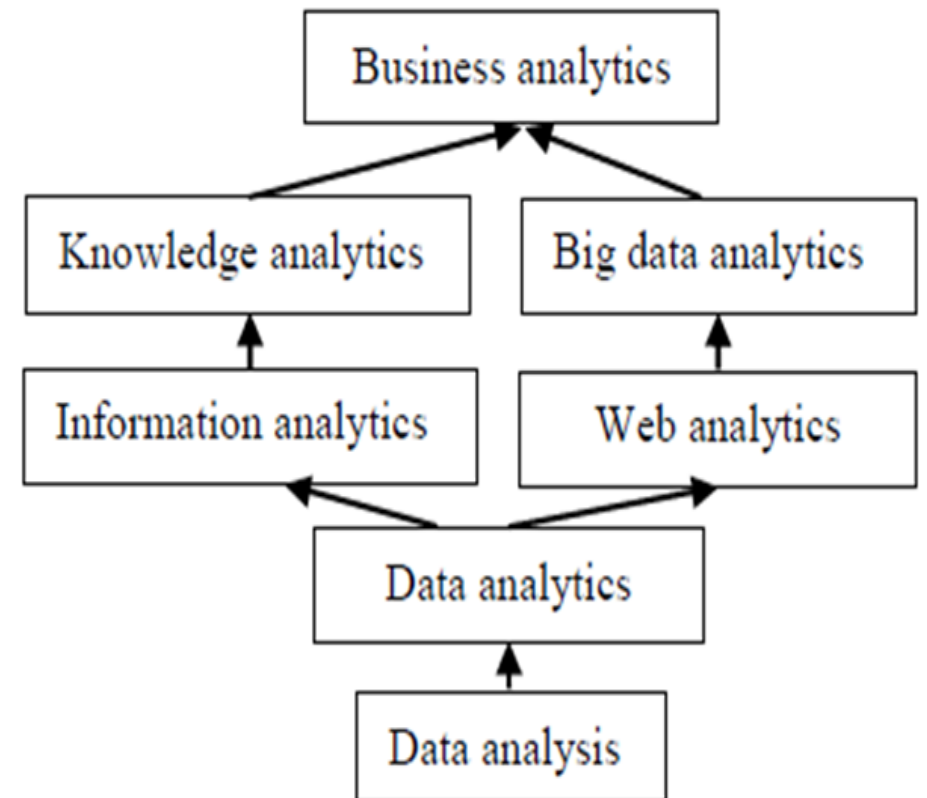 Business analytics
Knowledge analytics
Big data analytics
Information analytics
Web analytics
Data analytics
Data analysis